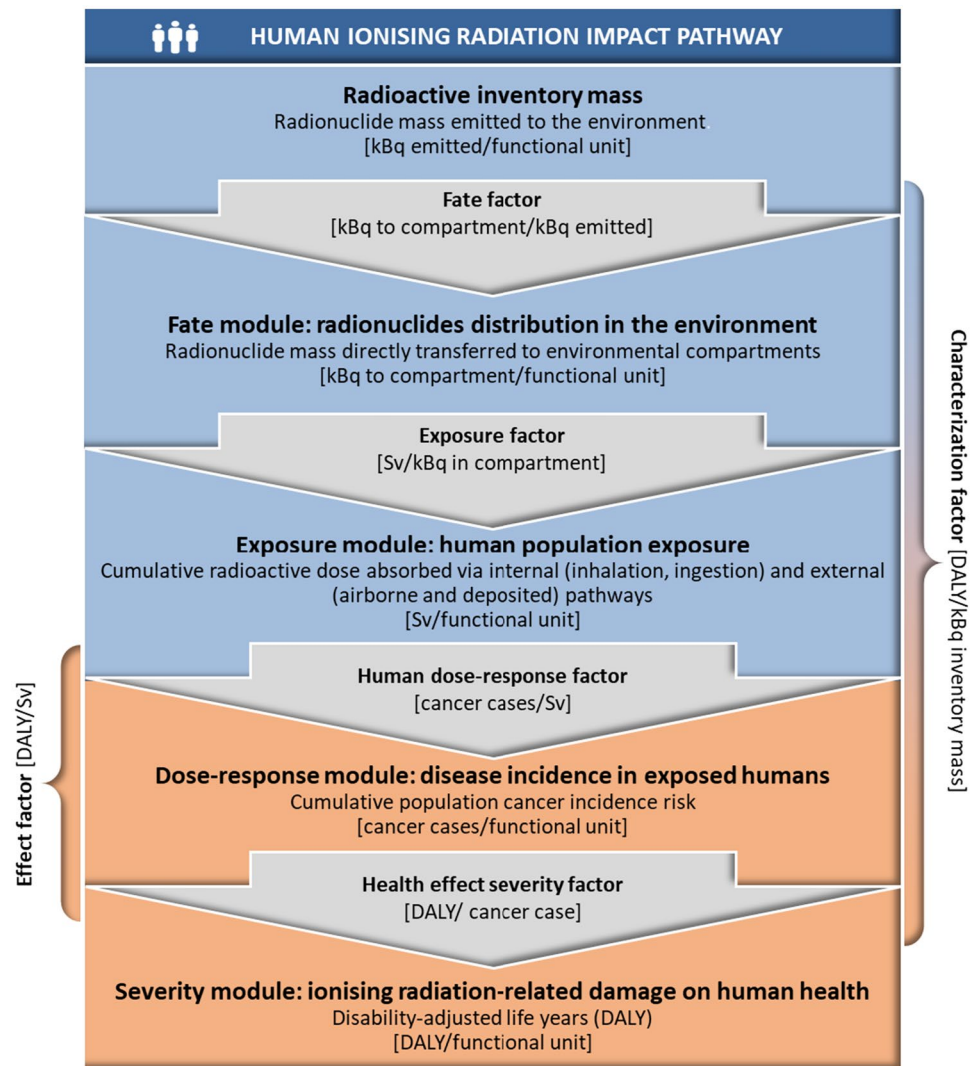 HUMAN IONISING RADIATION IMPACT PATHWAY
Radioactive inventory mass
Radionuclide mass emitted to the environment.
[kBq emitted/functional unit]
Fate factor
[kBq to compartment/kBq emitted]
Fate module: radionuclides distribution in the environment
Radionuclide mass directly transferred to environmental compartments
[kBq to compartment/functional unit]
Exposure factor
[Sv/kBq in compartment]
Exposure module: human population exposure
Cumulative radioactive dose absorbed via internal (inhalation, ingestion) and external
(airborne and deposited) pathways
[Sv/functional unit]
Human dose-response factor
[cancer cases/Sv]
Dose-response module: disease incidence in exposed humans
Cumulative population cancer incidence risk
[cancer cases/functional unit]
Health effect severity factor
[DALY/ cancer case]
Severity module: ionising radiation-related damage on human health
Disability-adjusted life years (DALY)
[DALY/functional unit]
Effect factor [DALY/Sv]
Characterization factor [DALY/kBq inventory mass]